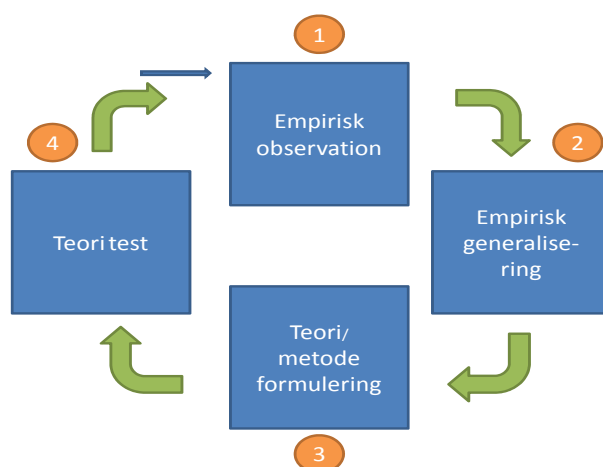 1
Empirisk
observation
2
Empirisk
generalise-
ring
3
Teori/
metode
formulering
4
Teori test